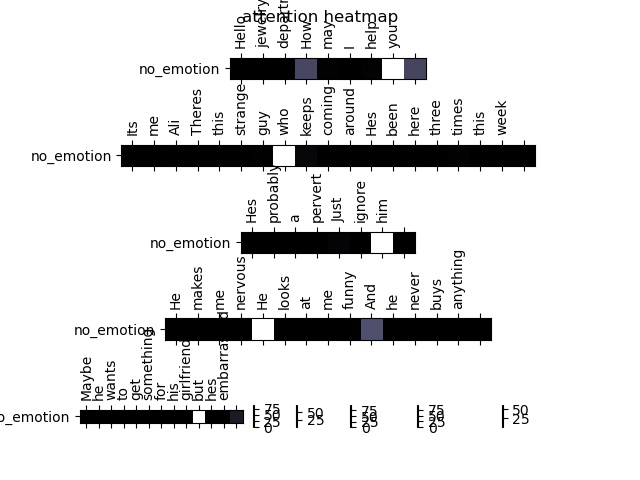 attention heatmap
Hello jewelry How may I help you
no_emotion
Its me Ali Theres this strange guy who keeps coming around Hes been here three times this week
no_emotion
Hes probably a pervert Just ignore him
no_emotion
He makes me nervous He looks at me funny And he never buys anything
no_emotion
Maybe he wants to get something for his girlfriend but hes
no_emotion
75 50 25 0
50 25
75 50 25 0
75 50 25 0
50 25